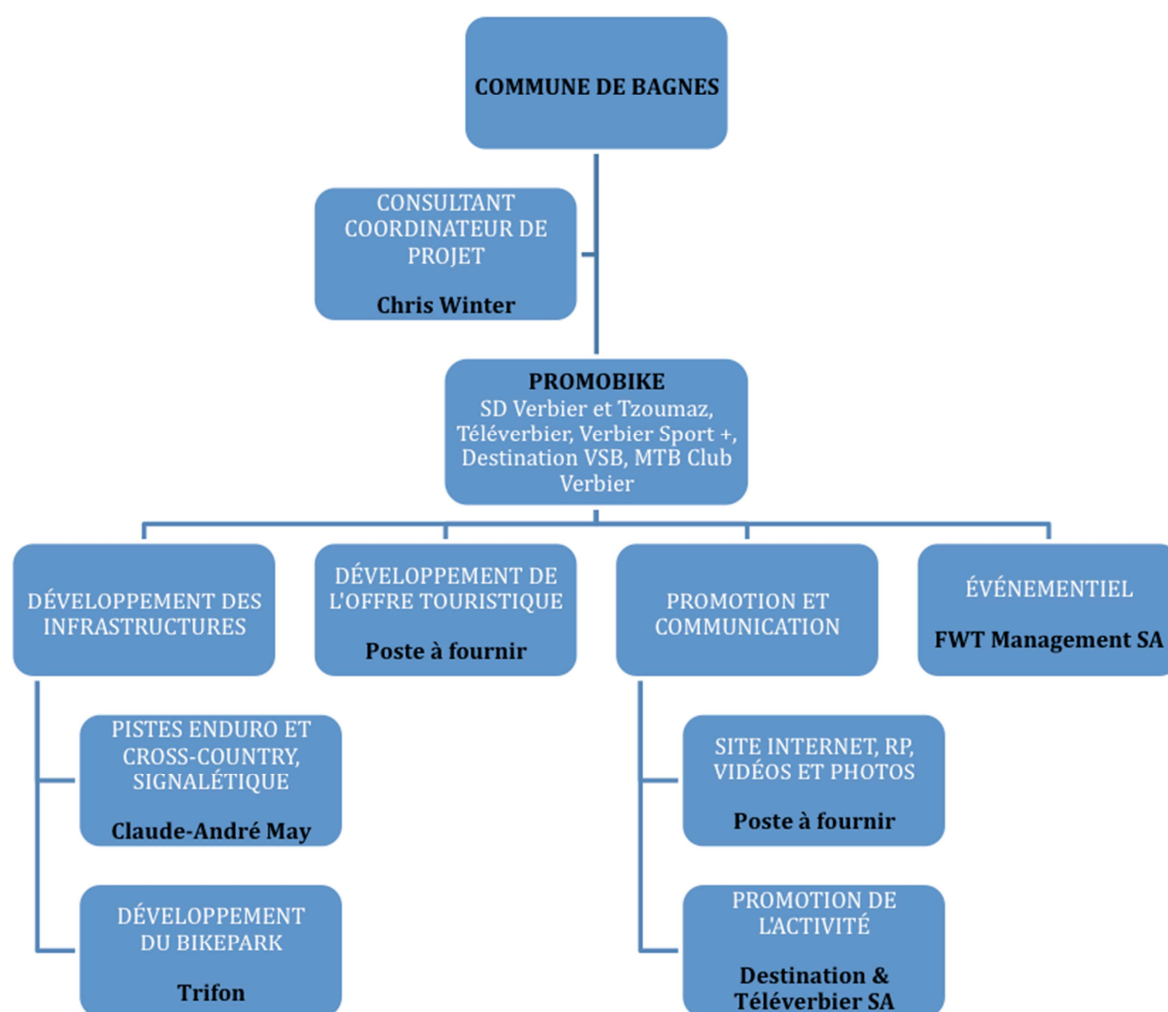 COMMUNE DE BAGNES
CONSULTANT
COORDINATEUR DE
PROJET
Chris Winter
PROMOBIKE
SD Verbier et Tzoumaz,
Téléverbier, Verbier Sport +,
Destination VSB, MTB Club
Verbier
DÉVELOPPEMENT DES
INFRASTRUCTURES
DÉVELOPPEMENT DE
L'OFFRE TOURISTIQUE
Poste à fournir
PROMOTION ET
COMMUNICATION
ÉVÉNEMENTIEL
FWT Management SA
PISTES ENDURO ET
CROSS-COUNTRY,
SIGNALÉTIQUE
Claude-André May
SITE INTERNET, RP,
VIDÉOS ET PHOTOS
Poste à fournir
DÉVELOPPEMENT
DU BIKEPARK
Trifon
PROMOTION DE
L'ACTIVITÉ
Destination &
Téléverbier SA